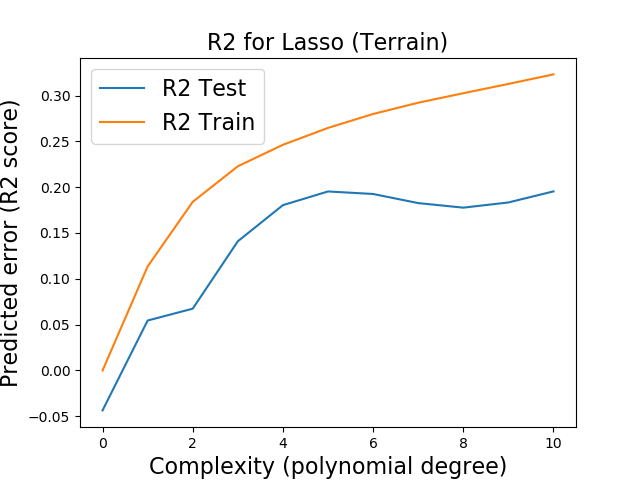 R2 for Lasso (Terrain)
R2 Test
R2 Train
Predicted error (R2 score)
0.30
0.25
0.20
0.15
0.10
0.05
0.00
−0.05
0 2 4 6 8 10
Complexity (polynomial degree)